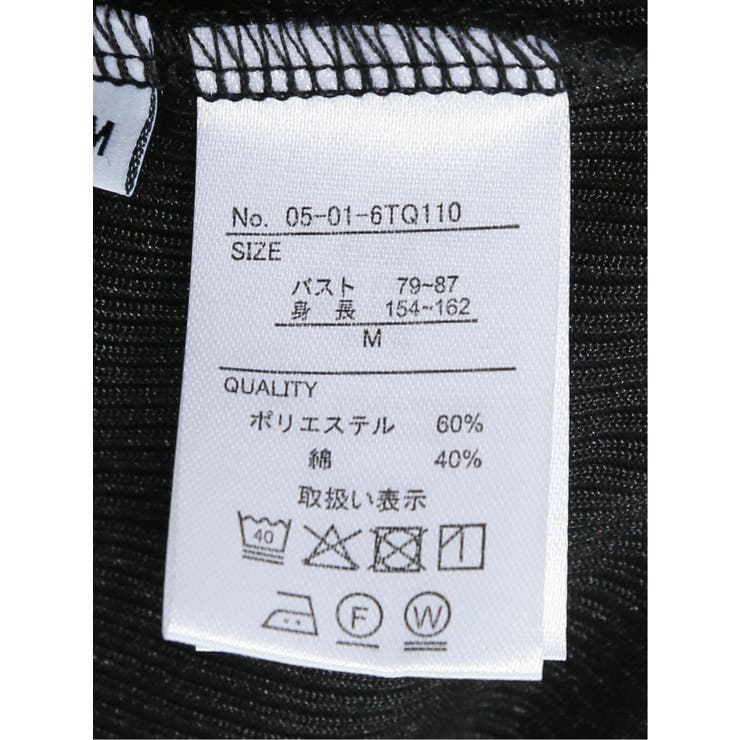 M
No. 05-01-6TQ110
SIZE
バスト 79~87
身 長 154~162
M
QUALITY
ポリエステル 60%
綿 40%
取扱い表示
40
F W